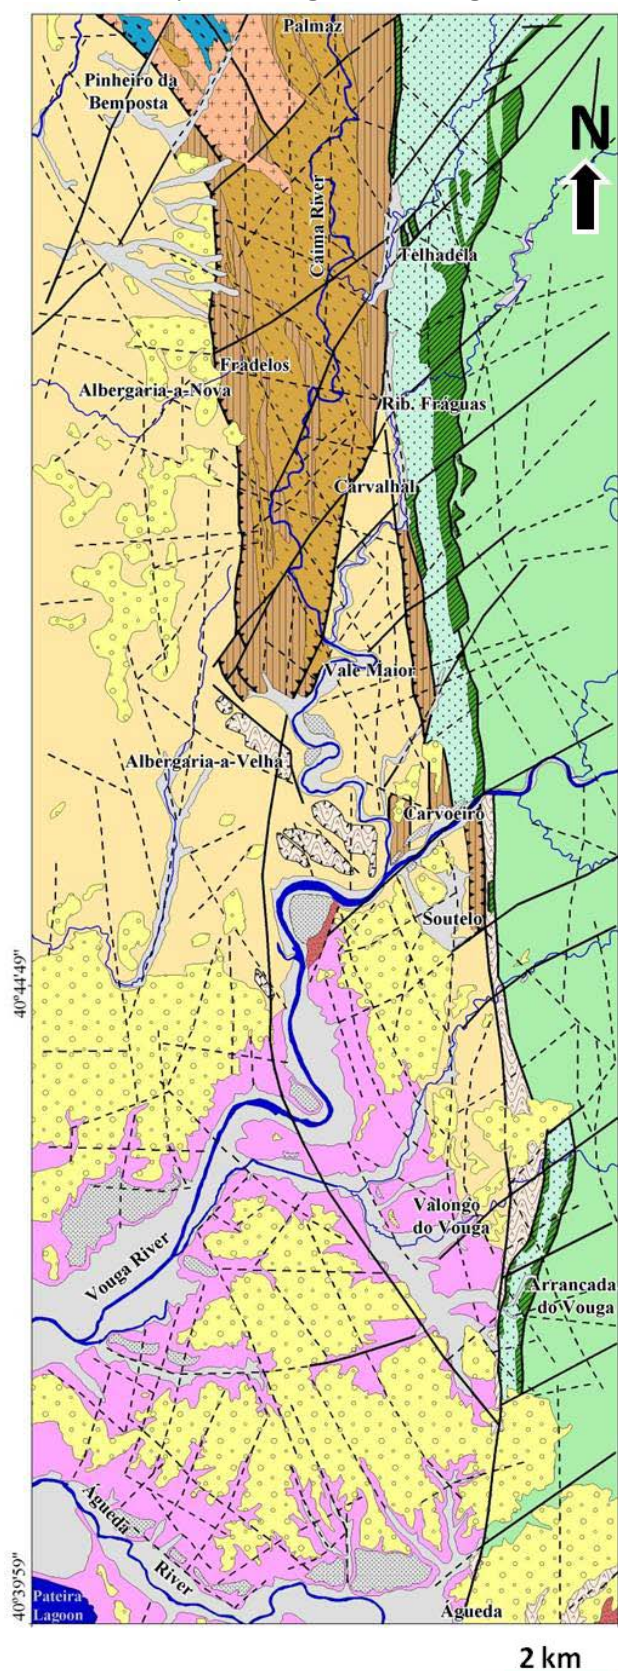 Palmaz
Pinheiro da
Bemposta
N
Caima River
Telhadela
Fradelos
Albergaria-a-Nova
Rib. Fráguas
Carvalhal
Vale Maior
Albergaria-a-Velha
Carvoeiro
Soutelo
40°44'49"
Valongo
do Vouga
Vouga River
Arrancada
do Vouga
Águeda
River
40°39'59"
Pateira
Lagoon
Águeda
2 km